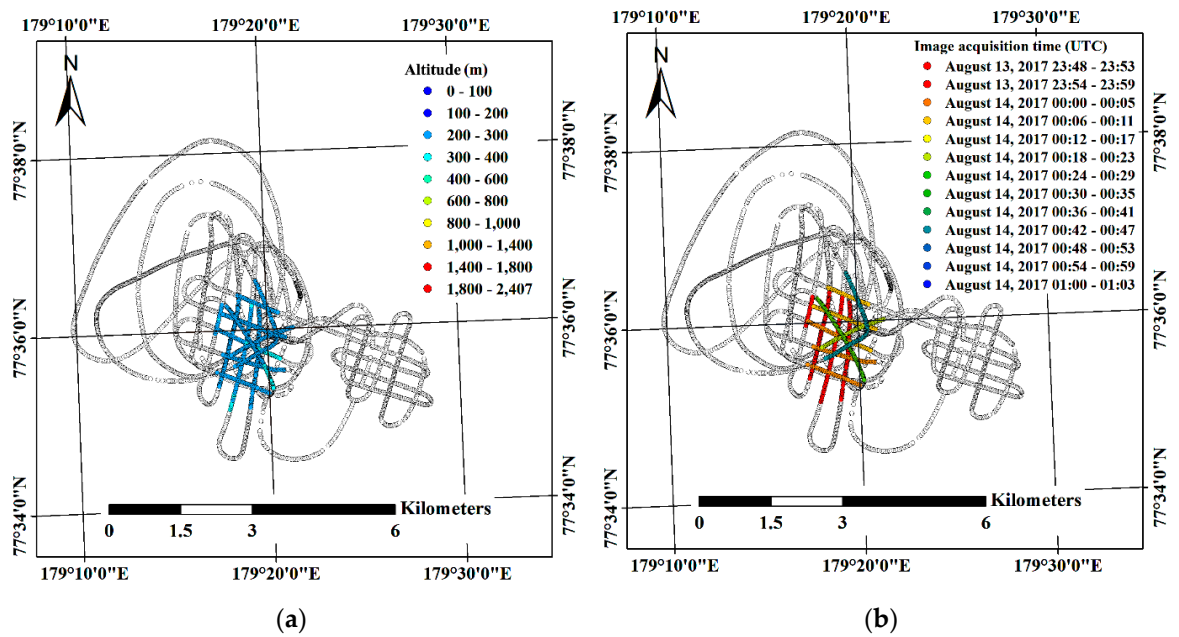 179°10'0"E 179°20'0"E 179°30'0"E
N
Altitude (m)
0 - 100
100 - 200
200 - 300
300 - 400
400 - 600
600 - 800
800 - 1,000
1,000 - 1,400
1,400 - 1,800
1,800 - 2,407
77°38'0"N
77°36'0"N
77°34'0"N
77°38'0"N
77°36'0"N
77°34'0"N
Kilometers
0 1.5 3 6
179°10'0"E 179°20'0"E 179°30'0"E
(a)
179°10'0"E 179°20'0"E 179°30'0"E
N
Image acquisition time (UTC)
August 13, 2017 23:48 - 23:53
August 13, 2017 23:54 - 23:59
August 14, 2017 00:00 - 00:05
August 14, 2017 00:06 - 00:11
August 14, 2017 00:12 - 00:17
August 14, 2017 00:18 - 00:23
August 14, 2017 00:24 - 00:29
August 14, 2017 00:30 - 00:35
August 14, 2017 00:36 - 00:41
August 14, 2017 00:42 - 00:47
August 14, 2017 00:48 - 00:53
August 14, 2017 00:54 - 00:59
August 14, 2017 01:00 - 01:03
77°38'0"N
77°36'0"N
77°34'0"N
77°38'0"N
77°36'0"N
77°34'0"N
Kilometers
0 1.5 3 6
179°10'0"E 179°20'0"E 179°30'0"E
(b)